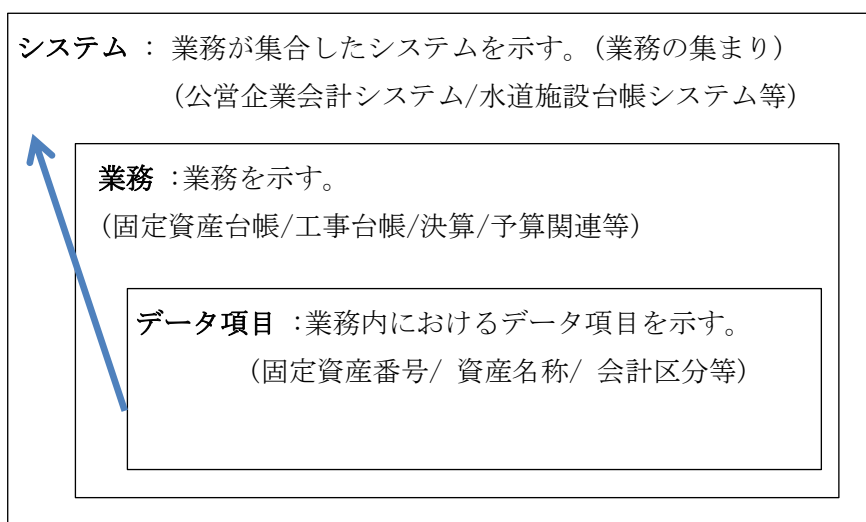 システム : 業務が集合したシステムを示す。(業務の集まり)
(公営企業会計システム/水道施設台帳システム等)
業務 :業務を示す。
(固定資産台帳/工事台帳/決算/予算関連等)
データ項目 :業務内におけるデータ項目を示す。
(固定資産番号/ 資産名称/ 会計区分等)